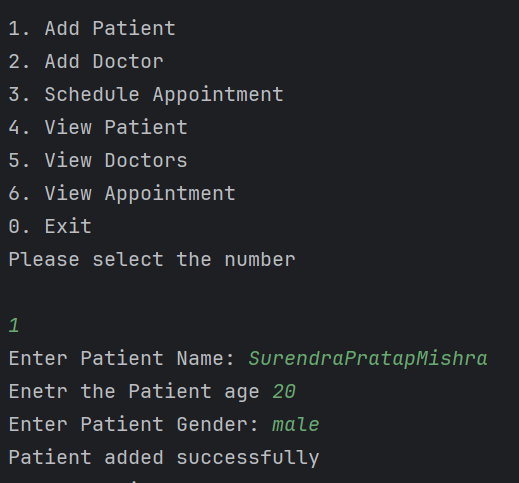 1. Add Patient
2. Add Doctor
3. Schedule Appointment
4. View Patient
5. View Doctors
6. View Appointment
0. Exit
Please select the number
1
Enter Patient Name: SurendraPratapMishra
Enetr the Patient age 20
Enter Patient Gender: male
Patient added successfully